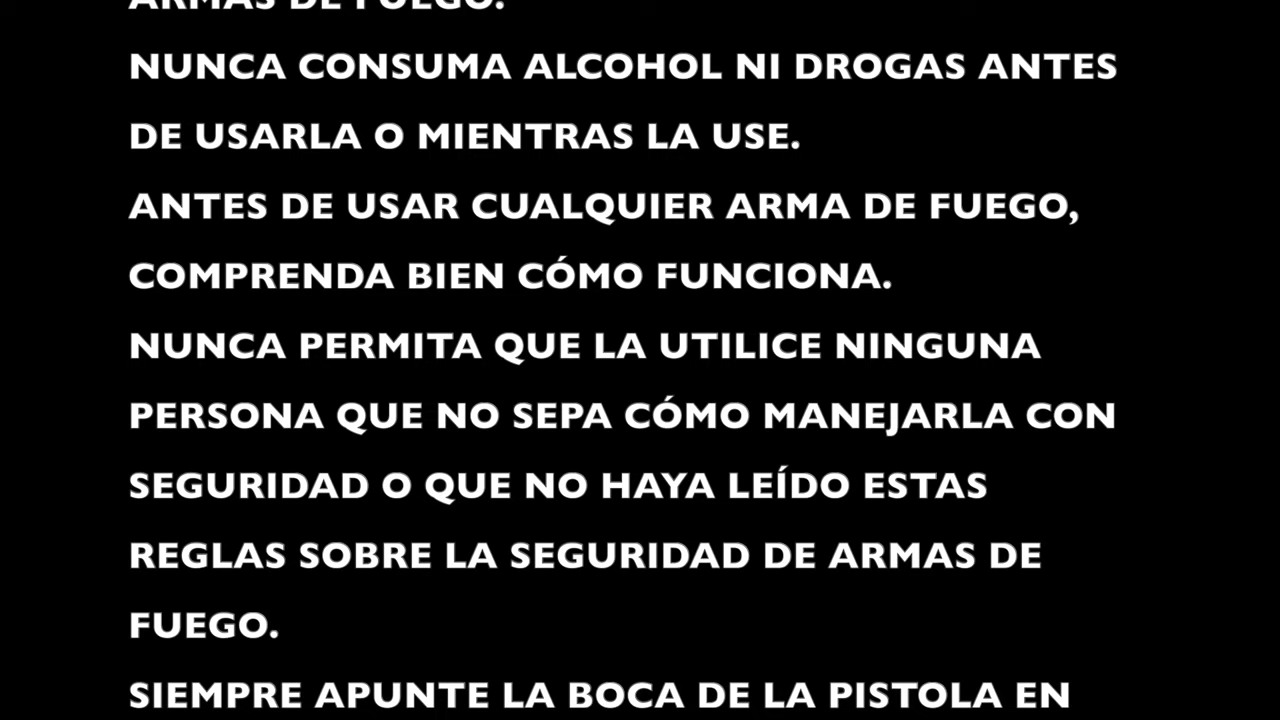 ARMAS DE FUEGO.
NUNCA CONSUMA ALCOHOL NI DROGAS ANTES
DE USARLA O MIENTRAS LA USE.
ANTES DE USAR CUALQUIER ARMA DE FUEGO,
COMPRENDA BIEN CÓMO FUNCIONA.
NUNCA PERMITA QUE LA UTILICE NINGUNA
PERSONA QUE NO SEPA CÓMO MANEJARLA CON
SEGURIDAD O QUE NO HAYA LEÍDO ESTAS
REGLAS SOBRE LA SEGURIDAD DE ARMAS DE
FUEGO.
SIEMPRE APUNTE LA BOCA DE LA PISTOLA EN